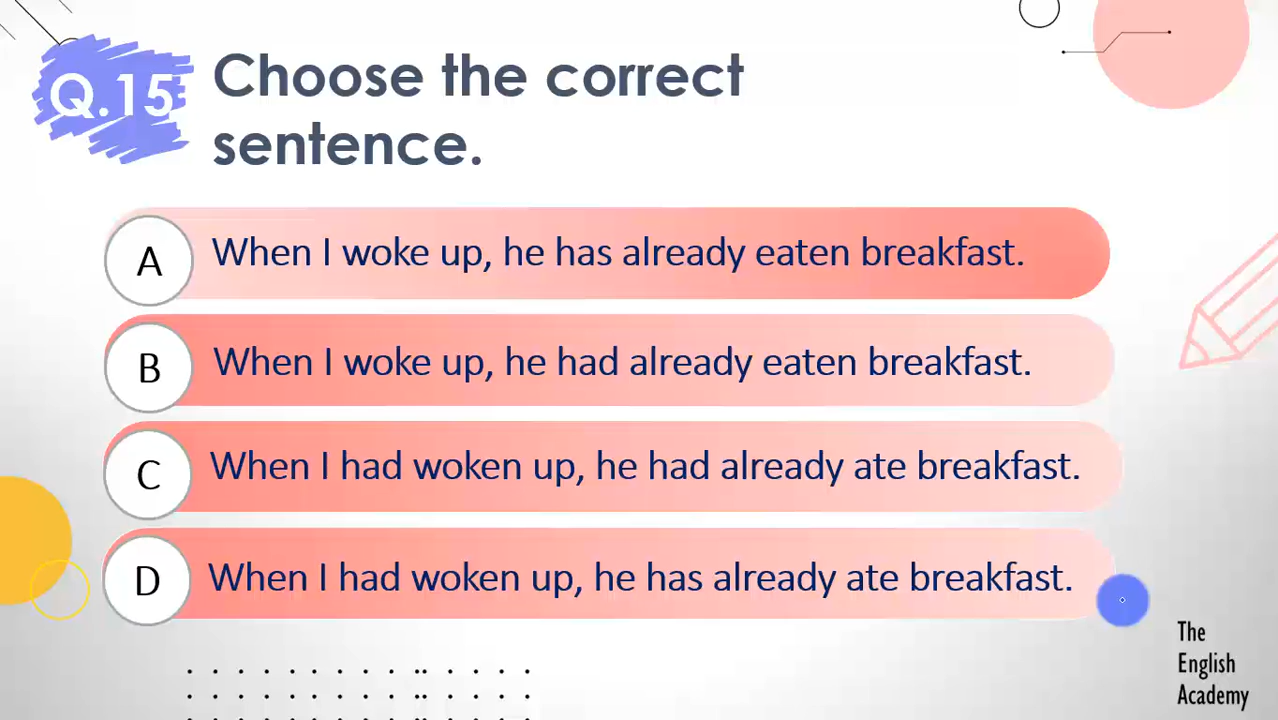 Q.15
Choose the correct
sentence.
A
When I woke up, he has already eaten breakfast.
B
When I woke up, he had already eaten breakfast.
C
When I had woken up, he had already ate breakfast.
D
When I had woken up, he has already ate breakfast.
The
English
Academy